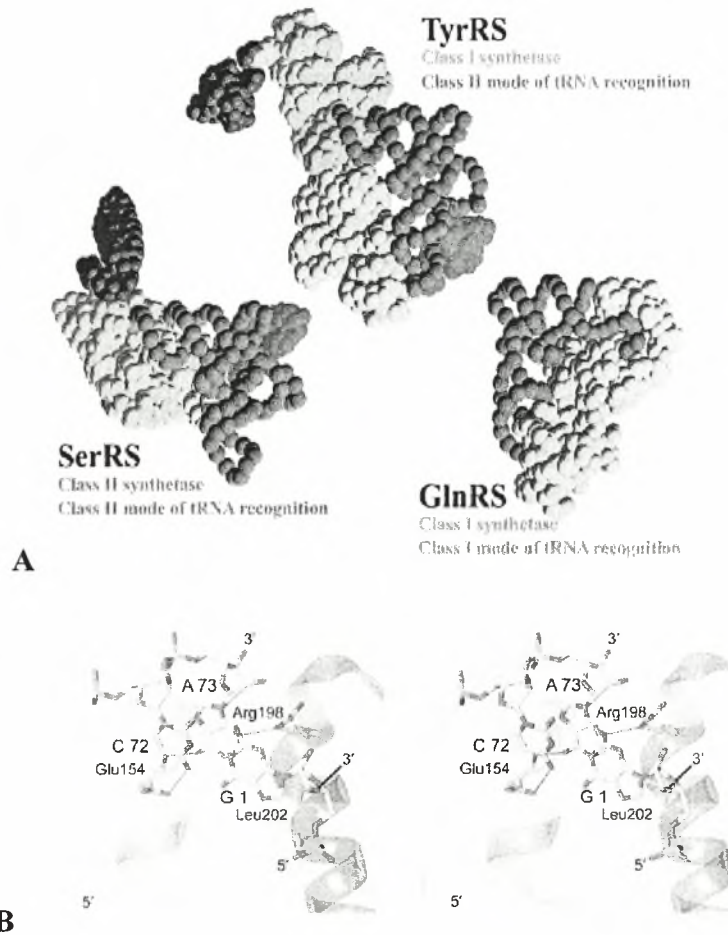 TyrRS
Class I synthetase
Class II mode of tRNA recognition
SerRS
Class II synthetase
Class II mode of tRNA recognition
GlnRS
Class I synthetase
Class I mode of tRNA recognition
A
3′
A 73
Arg198
C 72
Glu154
3′
G 1
Leu202
5′
5′
3′
A 73
Arg198
C 72
Glu154
3′
G 1
Leu202
5′
5′
B